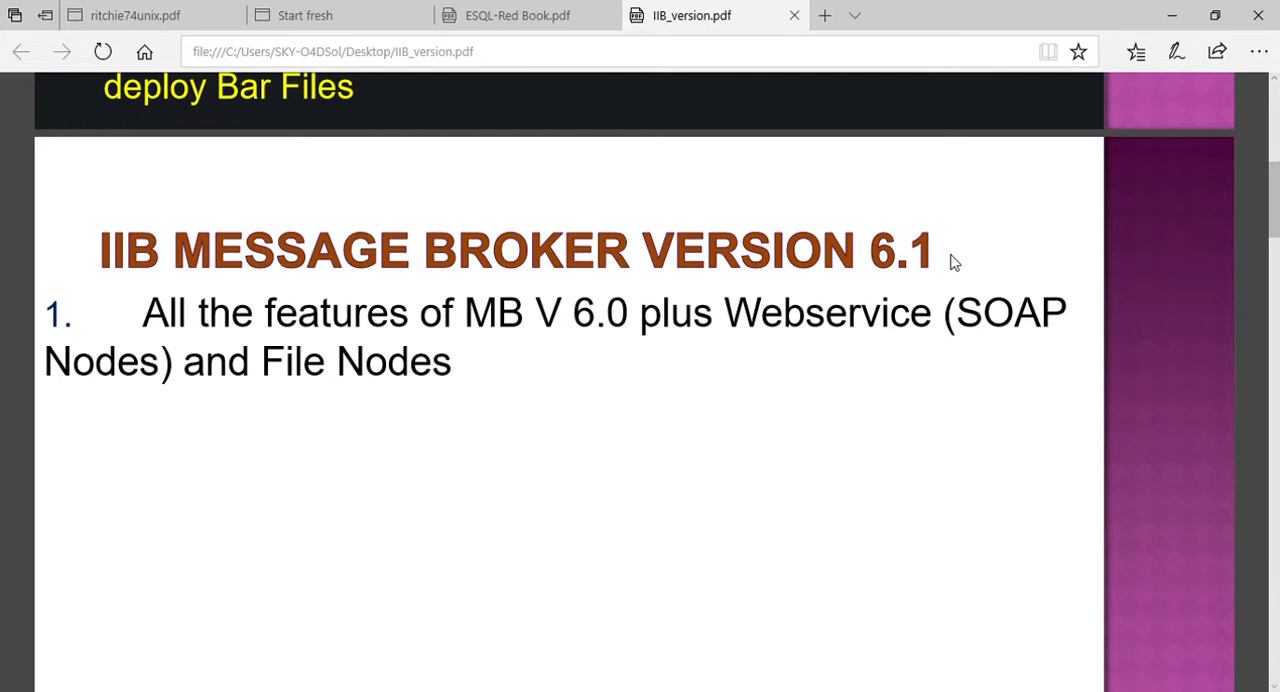 ritchie74unix.pdf
Start fresh
ESQL-Red Book.pdf
IIB_version.pdf
file:///C:/Users/SKY-O4DSol/Desktop/IIB_version.pdf
deploy Bar Files
IIB MESSAGE BROKER VERSION 6.1
1. All the features of MB V 6.0 plus Webservice (SOAP
Nodes) and File Nodes